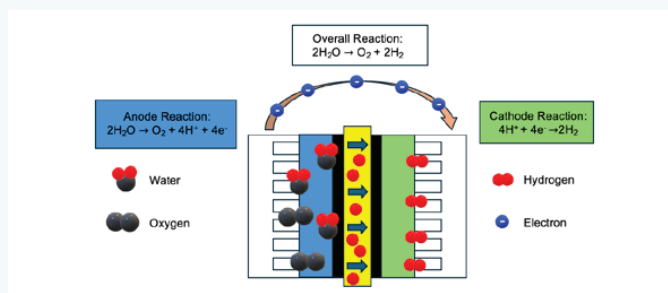 Overall Reaction:
2H₂O → O₂ + 2H₂
Anode Reaction:
2H₂O → O₂ + 4H⁺ + 4e⁻
Cathode Reaction:
4H⁺ + 4e⁻ →2H₂
Water
Oxygen
Hydrogen
Electron